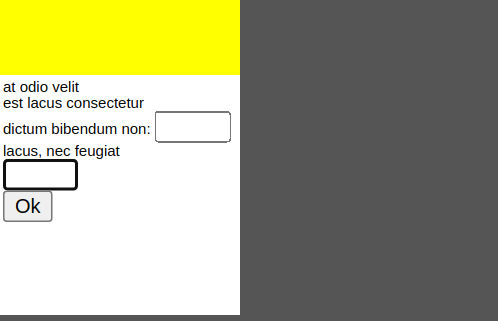 at odio velit
est lacus consectetur
dictum bibendum non:
lacus, nec feugiat
Ok